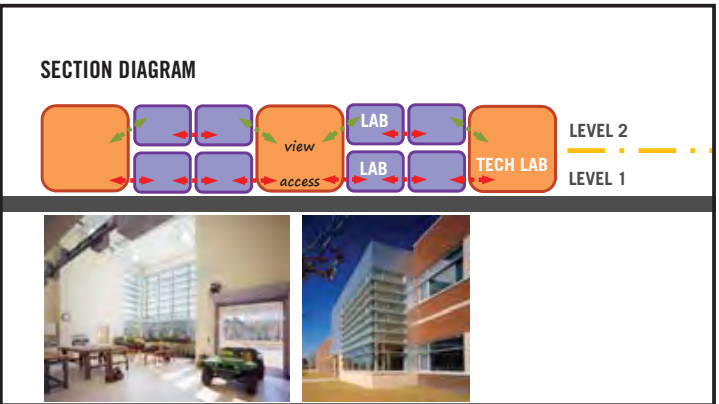 SECTION DIAGRAM
LAB
view
LEVEL 2
LAB
TECH LAB
access
LEVEL 1